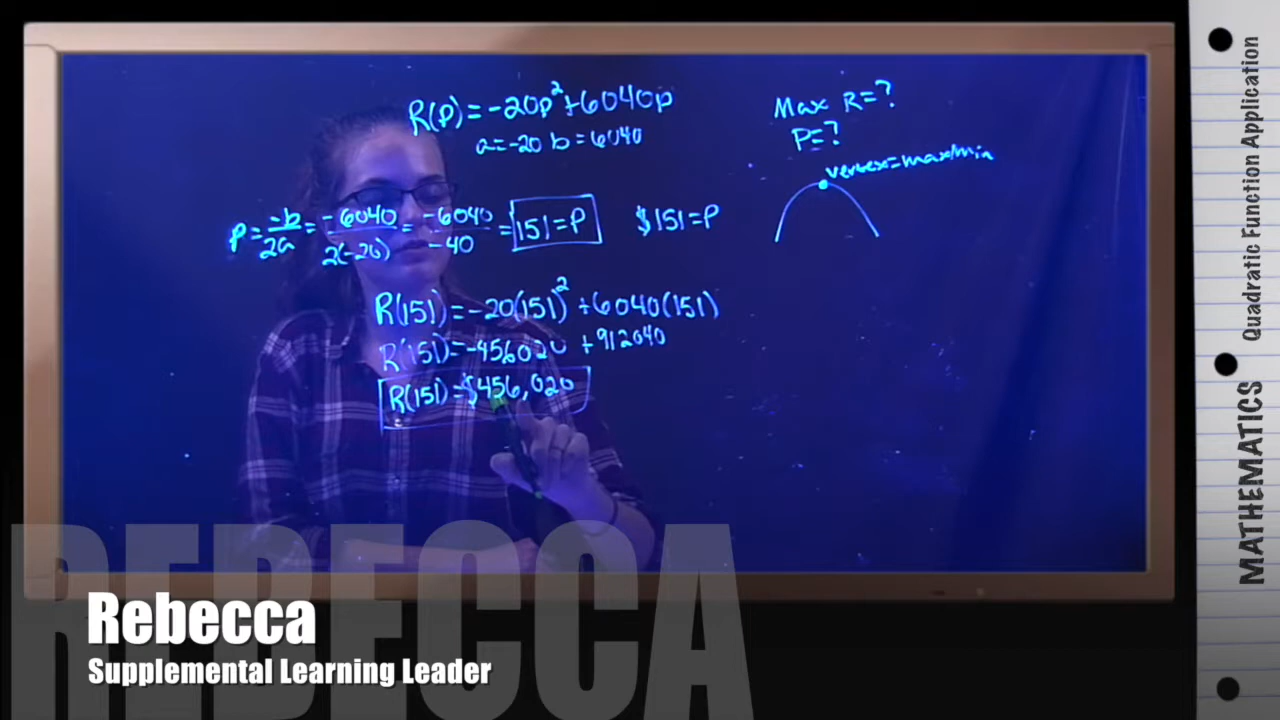 R(P)=-20p²+6040p
a=-20 b=6040
Max R=?
P=?
vertex=max/min
P=-b/2a=-6040/2(-20)=-6040/-40=151=P
$151=P
R(151)=-20(151)²+6040(151)
R(151)=-456020+912040
R(151)=$456,020
REBECCA
Rebecca
Supplemental Learning Leader
MATHEMATICS Quadratic Function Application